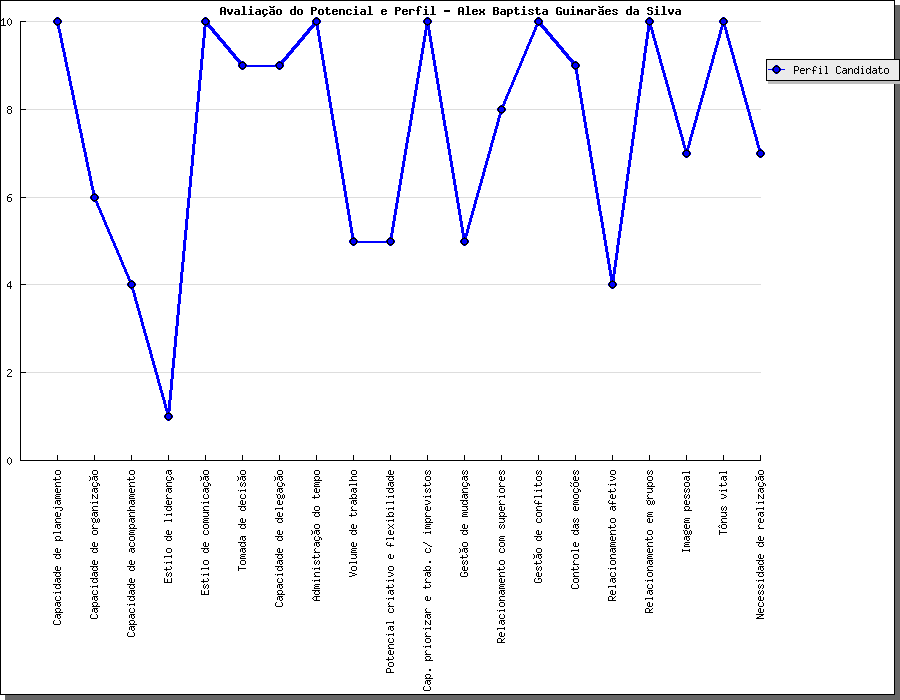 Avaliação do Potencial e Perfil - Alex Baptista Guimarães da Silva
10
8
6
4
2
0
Perfil Candidato
Capacidade de planejamento
Capacidade de organização
Capacidade de acompanhamento
Estilo de liderança
Estilo de comunicação
Tomada de decisão
Capacidade de delegação
Administração do tempo
Volume de trabalho
Potencial criativo e flexibilidade
Cap. priorizar e trab. c/ imprevistos
Gestão de mudanças
Relacionamento com superiores
Gestão de conflitos
Controle das emoções
Relacionamento afetivo
Relacionamento em grupos
Imagem pessoal
Tônus vital
Necessidade de realização